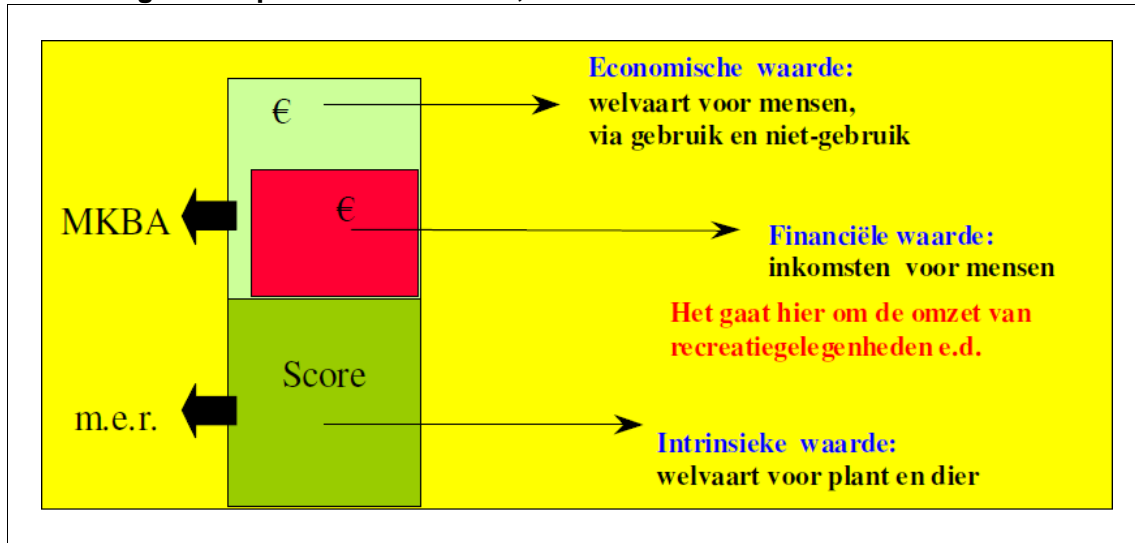 €
Economische waarde:
welvaart voor mensen,
via gebruik en niet-gebruik
MKBA
€
Financiële waarde:
inkomsten voor mensen
Het gaat hier om de omzet van
recreatiegelegenheden e.d.
Score
m.e.r.
Intrinsieke waarde:
welvaart voor plant en dier